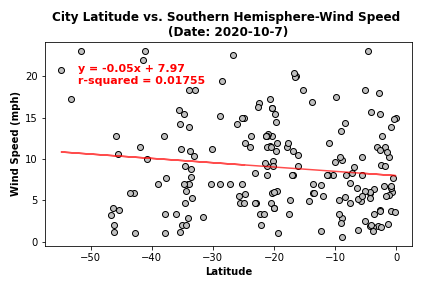 City Latitude vs. Southern Hemisphere-Wind Speed
(Date: 2020-10-7)
y = -0.05x + 7.97
r-squared = 0.01755
Wind Speed (mph)
20
15
10
5
0
−50
−40
−30
−20
−10
0
Latitude